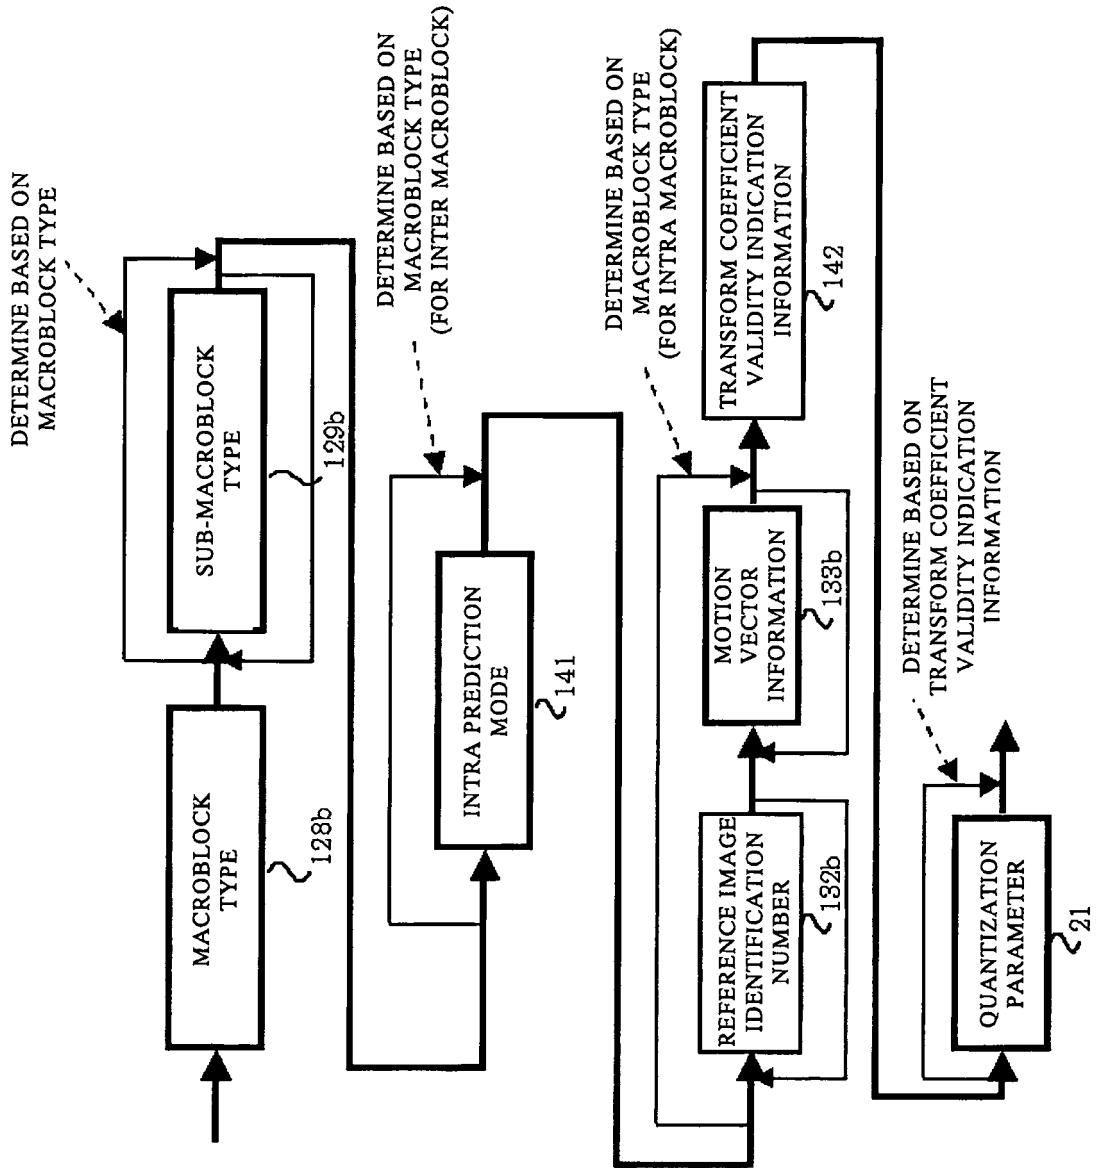 DETERMINE BASED ON
MACROBLOCK TYPE
MACROBLOCK
TYPE
128b
SUB-MACROBLOCK
TYPE
129b
DETERMINE BASED ON
MACROBLOCK TYPE
(FOR INTER MACROBLOCK)
INTRA PREDICTION
MODE
141
DETERMINE BASED ON
MACROBLOCK TYPE
(FOR INTRA MACROBLOCK)
REFERENCE IMAGE
IDENTIFICATION
NUMBER
132b
MOTION
VECTOR
INFORMATION
133b
TRANSFORM COEFFICIENT
VALIDITY INDICATION
INFORMATION
142
DETERMINE BASED ON
TRANSFORM COEFFICIENT
VALIDITY INDICATION
INFORMATION
QUANTIZATION
PARAMETER
21